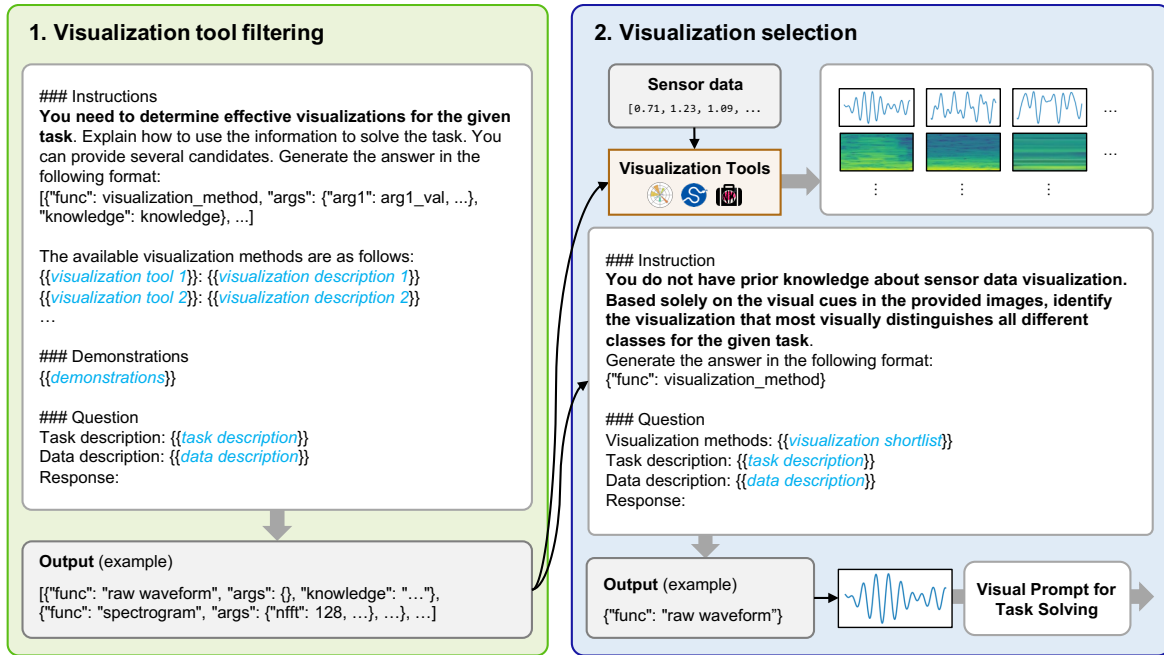 1. Visualization tool filtering
### Instructions
You need to determine effective visualizations for the given
task. Explain how to use the information to solve the task. You
can provide several candidates. Generate the answer in the
following format:
[{"func": visualization_method, "args": {"arg1": arg1_val, ...},
"knowledge": knowledge}, ...]
The available visualization methods are as follows:
{{visualization tool 1}}: {{visualization description 1}}
{{visualization tool 2}}: {{visualization description 2}}
…
### Demonstrations
{{demonstrations}}
### Question
Task description: {{task description}}
Data description: {{data description}}
Response:
Output (example)
[{"func": "raw waveform", "args": {}, "knowledge": "…"},
{"func": "spectrogram", "args": {"nfft": 128, …}, …}, …]
2. Visualization selection
Sensor data
[0.71, 1.23, 1.09, ...
Visualization Tools
...
...
⋮ ⋮ ⋮
### Instruction
You do not have prior knowledge about sensor data visualization.
Based solely on the visual cues in the provided images, identify
the visualization that most visually distinguishes all different
classes for the given task.
Generate the answer in the following format:
{"func": visualization_method}
### Question
Visualization methods: {{visualization shortlist}}
Task description: {{task description}}
Data description: {{data description}}
Response:
Output (example)
{"func": "raw waveform"}
Visual Prompt for
Task Solving